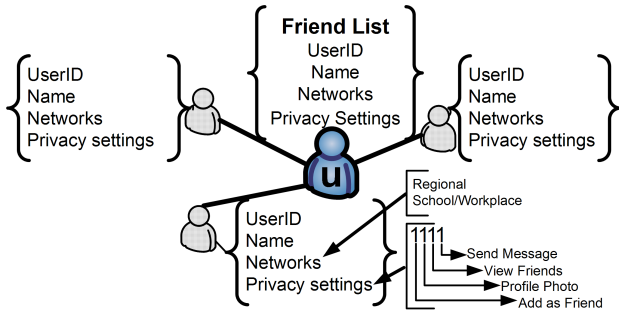 Friend List
UserID
Name
Networks
Privacy Settings
UserID
Name
Networks
Privacy settings
UserID
Name
Networks
Privacy settings
u
UserID
Name
Networks
Privacy settings
Regional
School/Workplace
1111
Send Message
View Friends
Profile Photo
Add as Friend